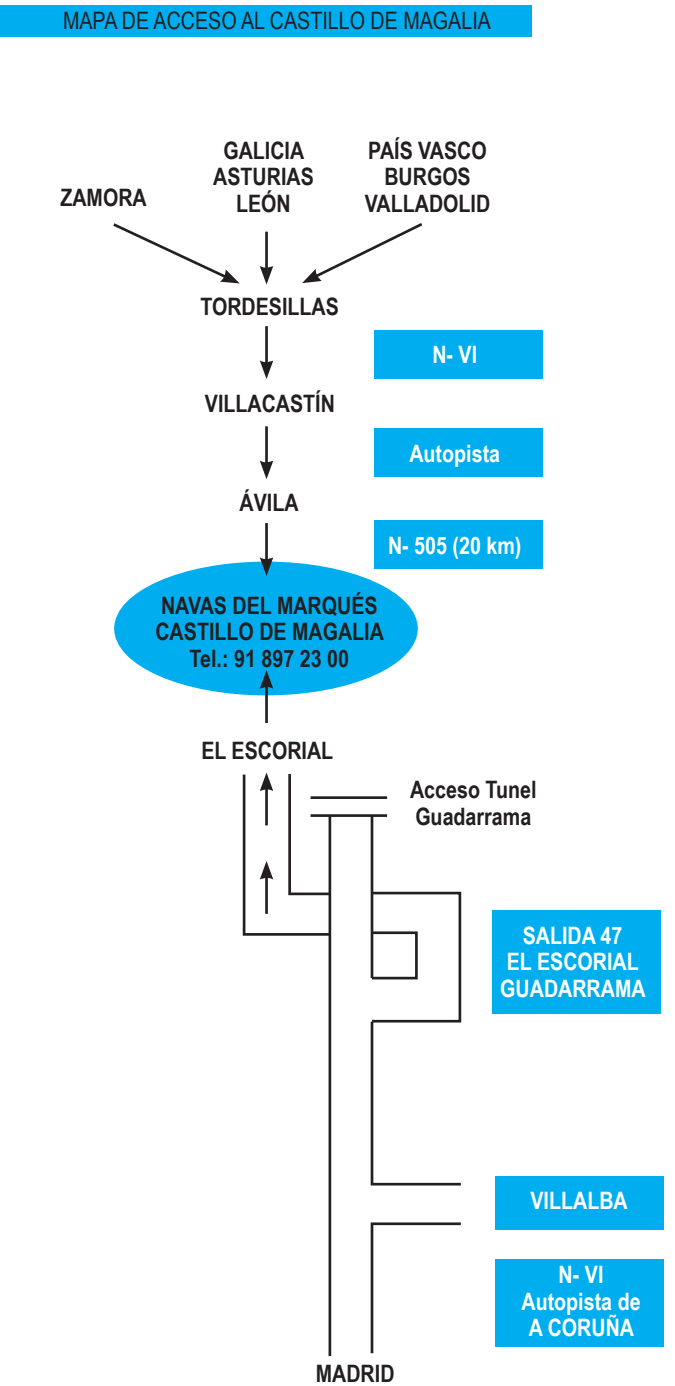 MAPA DE ACCESO AL CASTILLO DE MAGALIA
ZAMORA
GALICIA
ASTURIAS
LEÓN
PAÍS VASCO
BURGOS
VALLADOLID
TORDESILLAS
N- VI
VILLACASTÍN
Autopista
ÁVILA
N- 505 (20 km)
NAVAS DEL MARQUÉS
CASTILLO DE MAGALIA
Tel.: 91 897 23 00
EL ESCORIAL
Acceso Tunel
Guadarrama
SALIDA 47
EL ESCORIAL
GUADARRAMA
VILLALBA
N- VI
Autopista de
A CORUÑA
MADRID